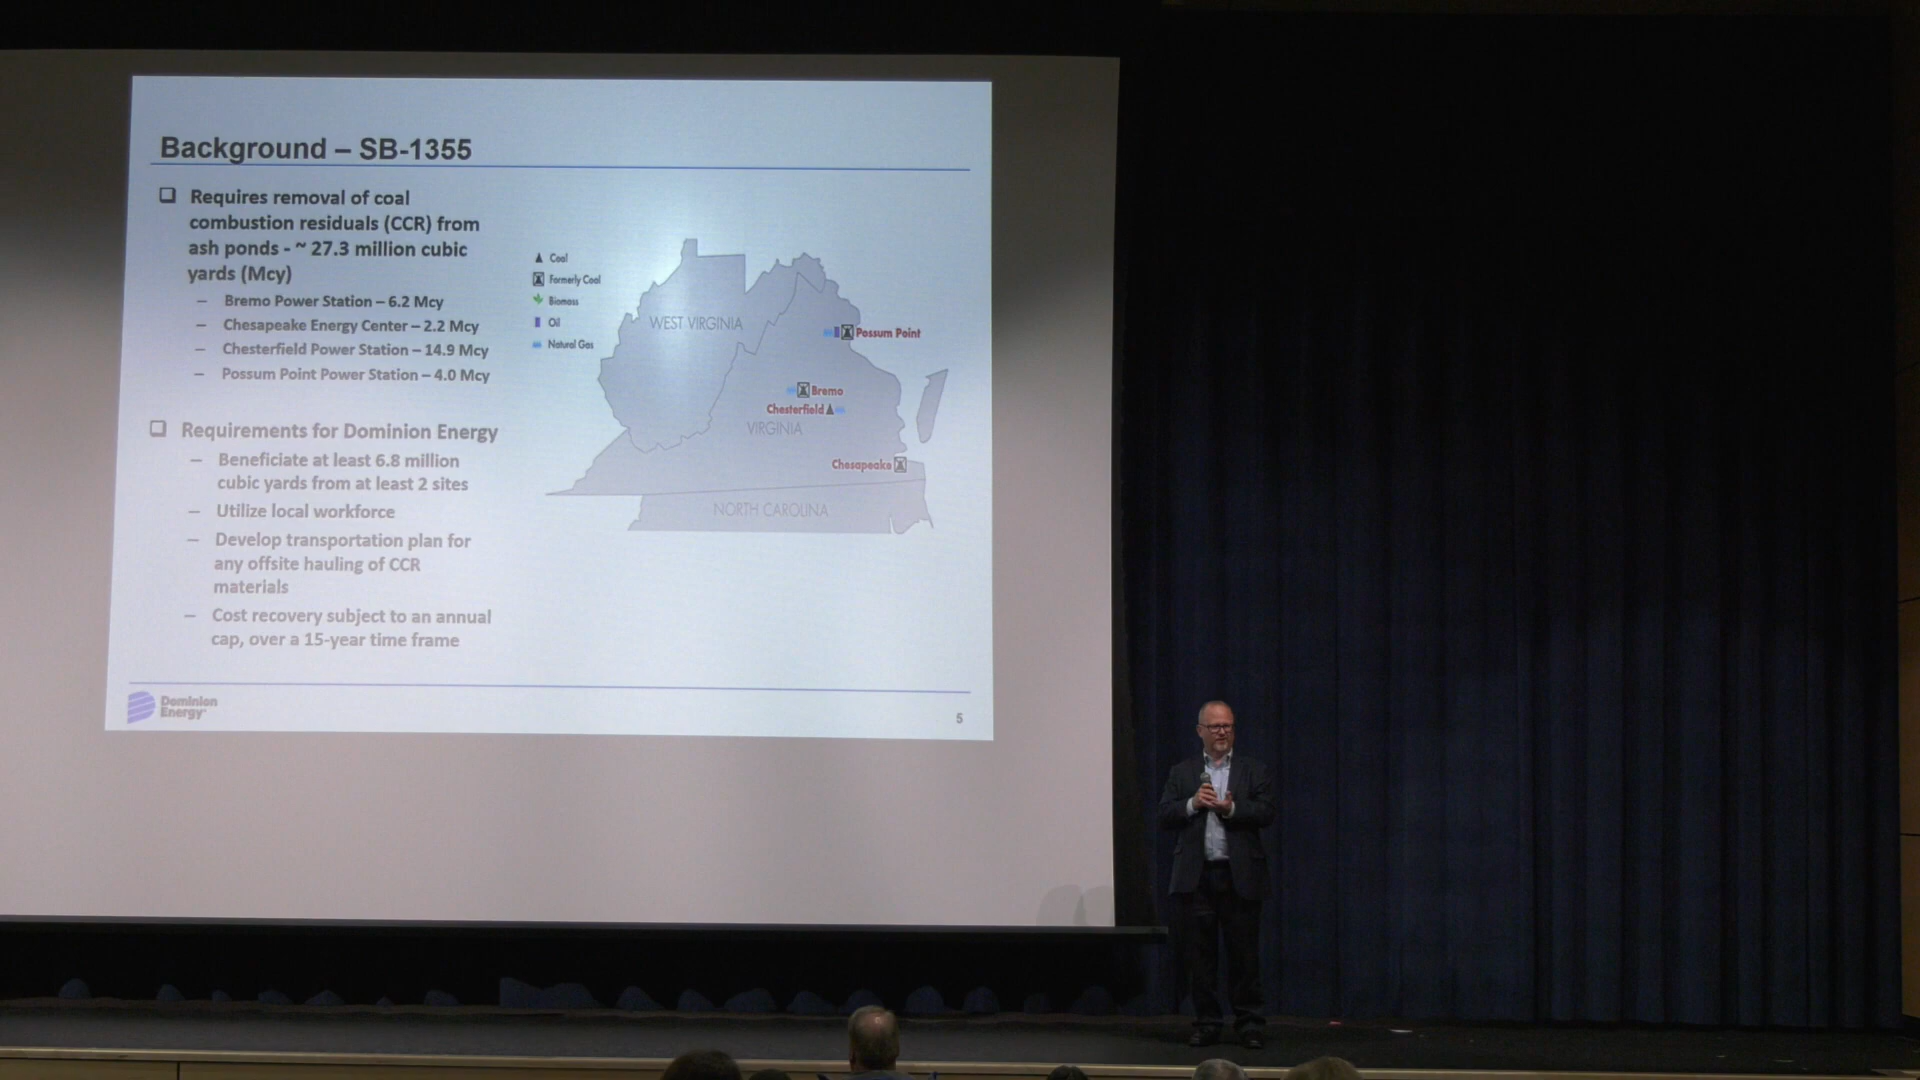 Background – SB-1355
❑ Requires removal of coal
combustion residuals (CCR) from
ash ponds - ~ 27.3 million cubic
yards (Mcy)
– Bremo Power Station – 6.2 Mcy
– Chesapeake Energy Center – 2.2 Mcy
– Chesterfield Power Station – 14.9 Mcy
– Possum Point Power Station – 4.0 Mcy
❑ Requirements for Dominion Energy
– Beneficiate at least 6.8 million
cubic yards from at least 2 sites
– Utilize local workforce
– Develop transportation plan for
any offsite hauling of CCR
materials
– Cost recovery subject to an annual
cap, over a 15-year time frame
Coal
Formerly Coal
Biomass
Oil
Natural Gas
WEST VIRGINIA
Possum Point
Bremo
Chesterfield
VIRGINIA
Chesapeake
NORTH CAROLINA
Dominion
Energy
5